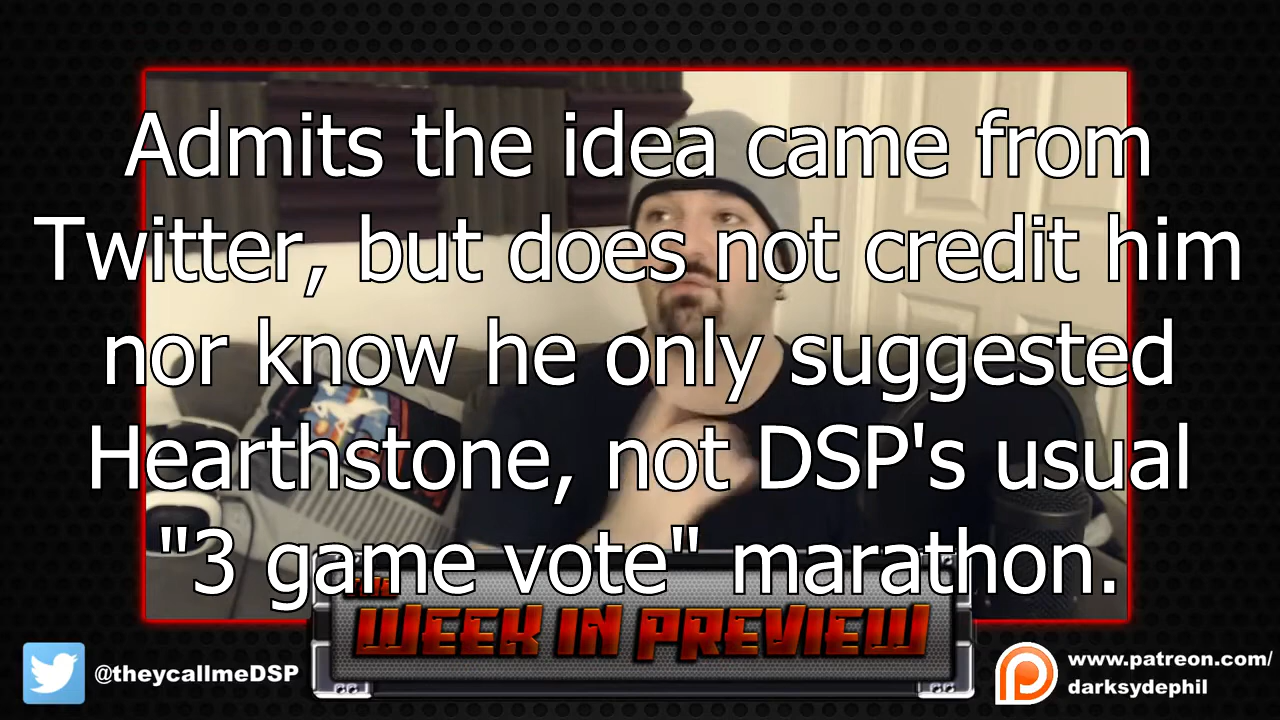 Admits the idea came from
Twitter, but does not credit him
nor know he only suggested
Hearthstone, not DSP's usual
"3 game vote" marathon.
THE
WEEK IN PREVIEW
@theycallmeDSP
www.patreon.com/
darksydephil